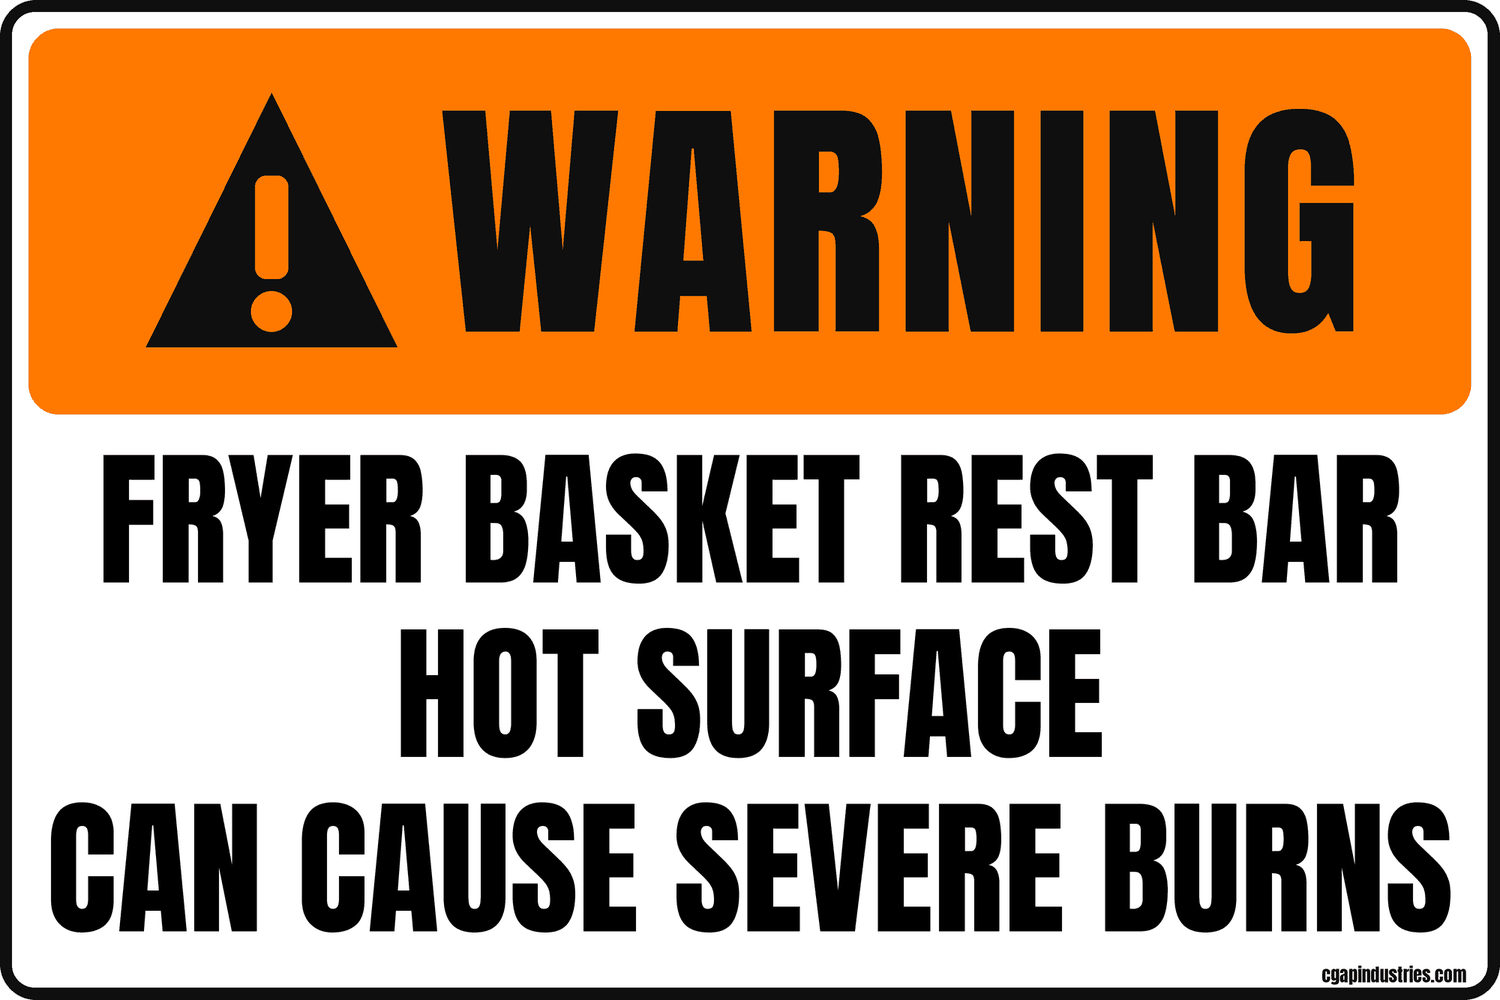 WARNING
FRYER BASKET REST BAR
HOT SURFACE
CAN CAUSE SEVERE BURNS
cgapindustries.com